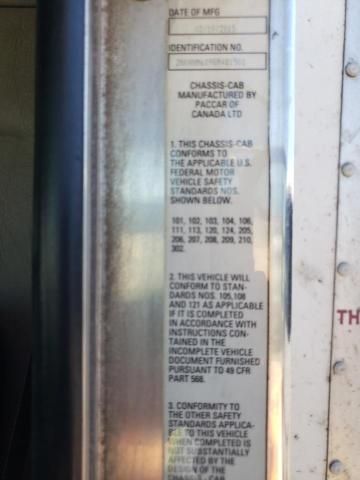 DATE OF MFG
IDENTIFICATION NO.
CHASSIS-CAB
MANUFACTURED BY
PACCAR OF
CANADA LTD
1. THIS CHASSIS-CAB
CONFORMS TO
THE APPLICABLE U.S.
FEDERAL MOTOR
VEHICLE SAFETY
STANDARDS NOS.
SHOWN BELOW.
101, 102, 103, 104, 106,
111, 113, 120, 124, 205,
206, 207, 208, 209, 210,
302.
2. THIS VEHICLE WILL
CONFORM TO STAN-
DARDS NOS. 105,108
AND 121 AS APPLICABLE
IF IT IS COMPLETED
IN ACCORDANCE WITH
INSTRUCTIONS CON-
TAINED IN THE
INCOMPLETE VEHICLE
DOCUMENT FURNISHED
PURSUANT TO 49 CFR
PART 568.
3. CONFORMITY TO
THE OTHER SAFETY
STANDARDS APPLICA-
BLE TO THIS VEHICLE
WHEN COMPLETED IS
NOT SUBSTANTIALLY
AFFECTED BY THE
DESIGN OF THE
CHASSIS-CAB
TH